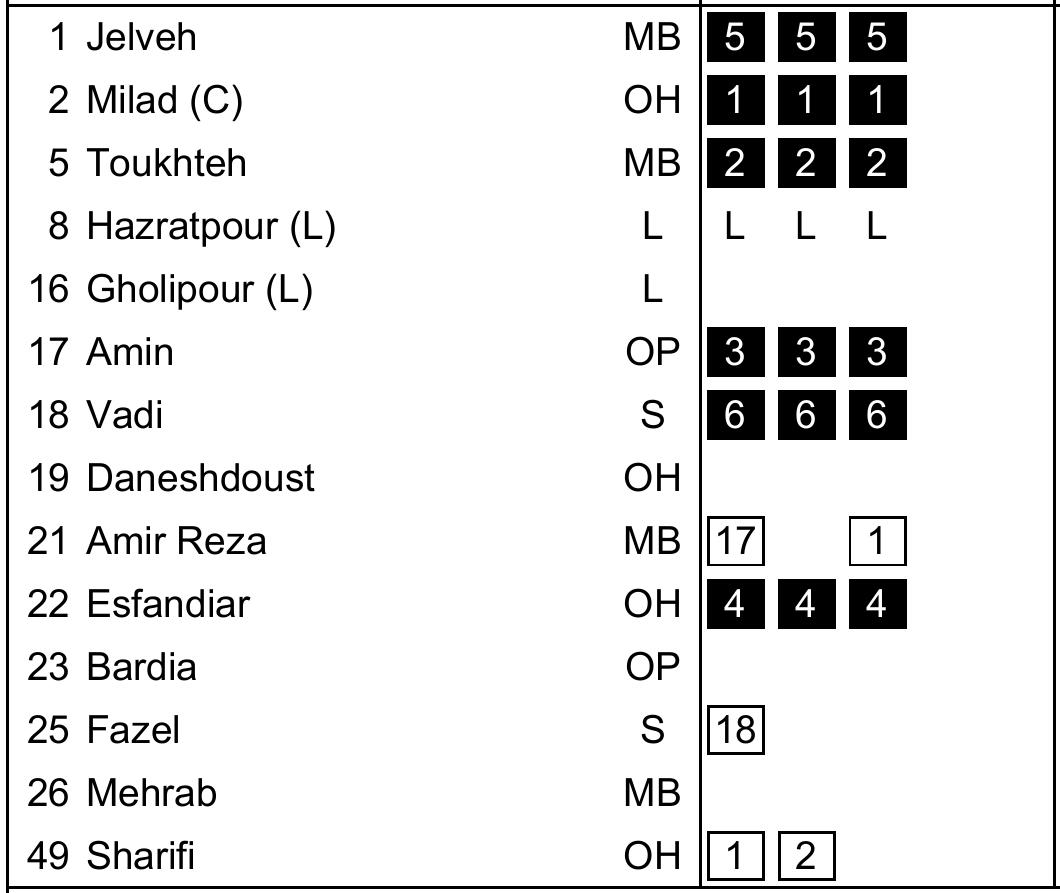 1 Jelveh MB 5 5 5
2 Milad (C) OH 1 1 1
5 Toukhteh MB 2 2 2
8 Hazratpour (L) L L L L
16 Gholipour (L) L
17 Amin OP 3 3 3
18 Vadi S 6 6 6
19 Daneshdoust OH
21 Amir Reza MB 17 1
22 Esfandiar OH 4 4 4
23 Bardia OP
25 Fazel S 18
26 Mehrab MB
49 Sharifi OH 1 2